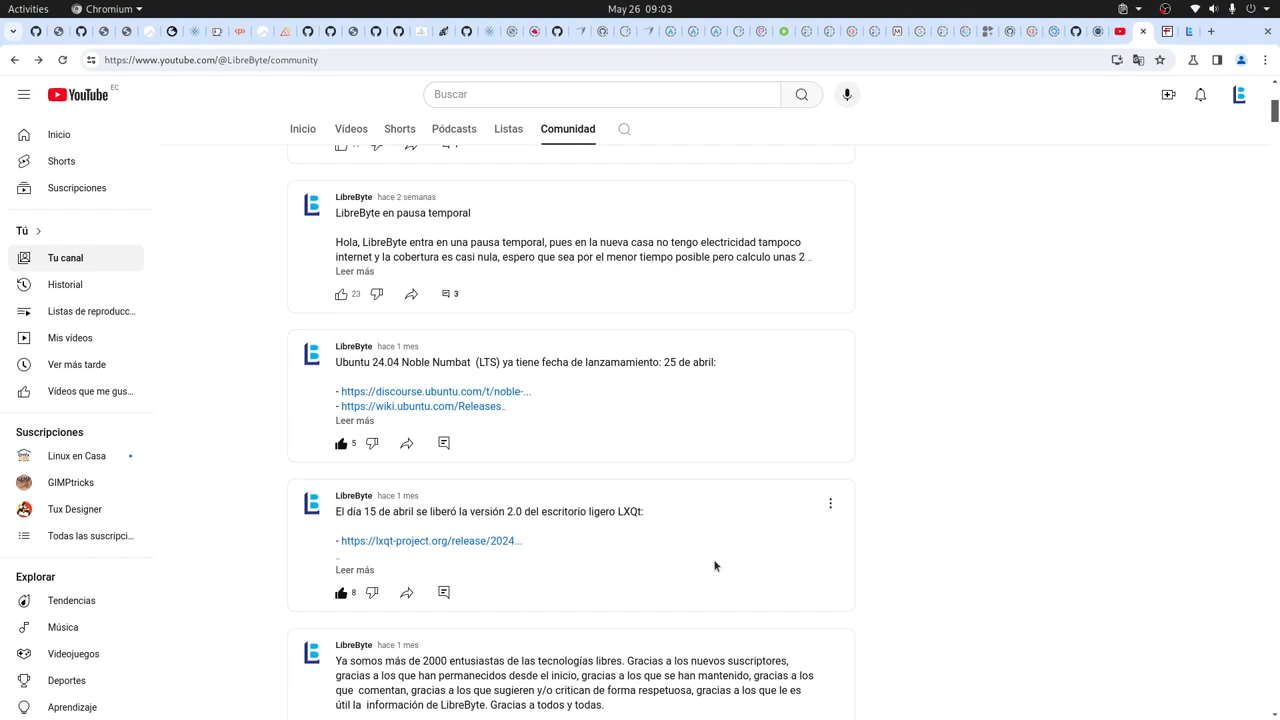 Activities
Chromium
May 26 09:03
https://www.youtube.com/@LibreByte/community
YouTube
EC
Buscar
Inicio
Vídeos
Shorts
Pódcasts
Listas
Comunidad
Inicio
Shorts
Suscripciones
Tú
Tu canal
Historial
Listas de reproducc...
Mis vídeos
Ver más tarde
Vídeos que me gus...
Suscripciones
Linux en Casa
GIMPtricks
Tux Designer
Todas las suscripci...
Explorar
Tendencias
Música
Videojuegos
Deportes
Aprendizaje
LibreByte hace 2 semanas
LibreByte en pausa temporal
Hola, LibreByte entra en una pausa temporal, pues en la nueva casa no tengo electricidad tampoco
internet y la cobertura es casi nula, espero que sea por el menor tiempo posible pero calculo unas 2 ..
Leer más
23
3
LibreByte hace 1 mes
Ubuntu 24.04 Noble Numbat (LTS) ya tiene fecha de lanzamamiento: 25 de abril:
- https://discourse.ubuntu.com/t/noble-...
- https://wiki.ubuntu.com/Releases..
Leer más
5
LibreByte hace 1 mes
El día 15 de abril se liberó la versión 2.0 del escritorio ligero LXQt:
- https://lxqt-project.org/release/2024...
..
Leer más
8
LibreByte hace 1 mes
Ya somos más de 2000 entusiastas de las tecnologías libres. Gracias a los nuevos suscriptores,
gracias a los que han permanecidos desde el inicio, gracias a los que se han mantenido, gracias a los
que comentan, gracias a los que sugieren y/o critican de forma respetuosa, gracias a los que le es
útil la información de LibreByte. Gracias a todos y todas.